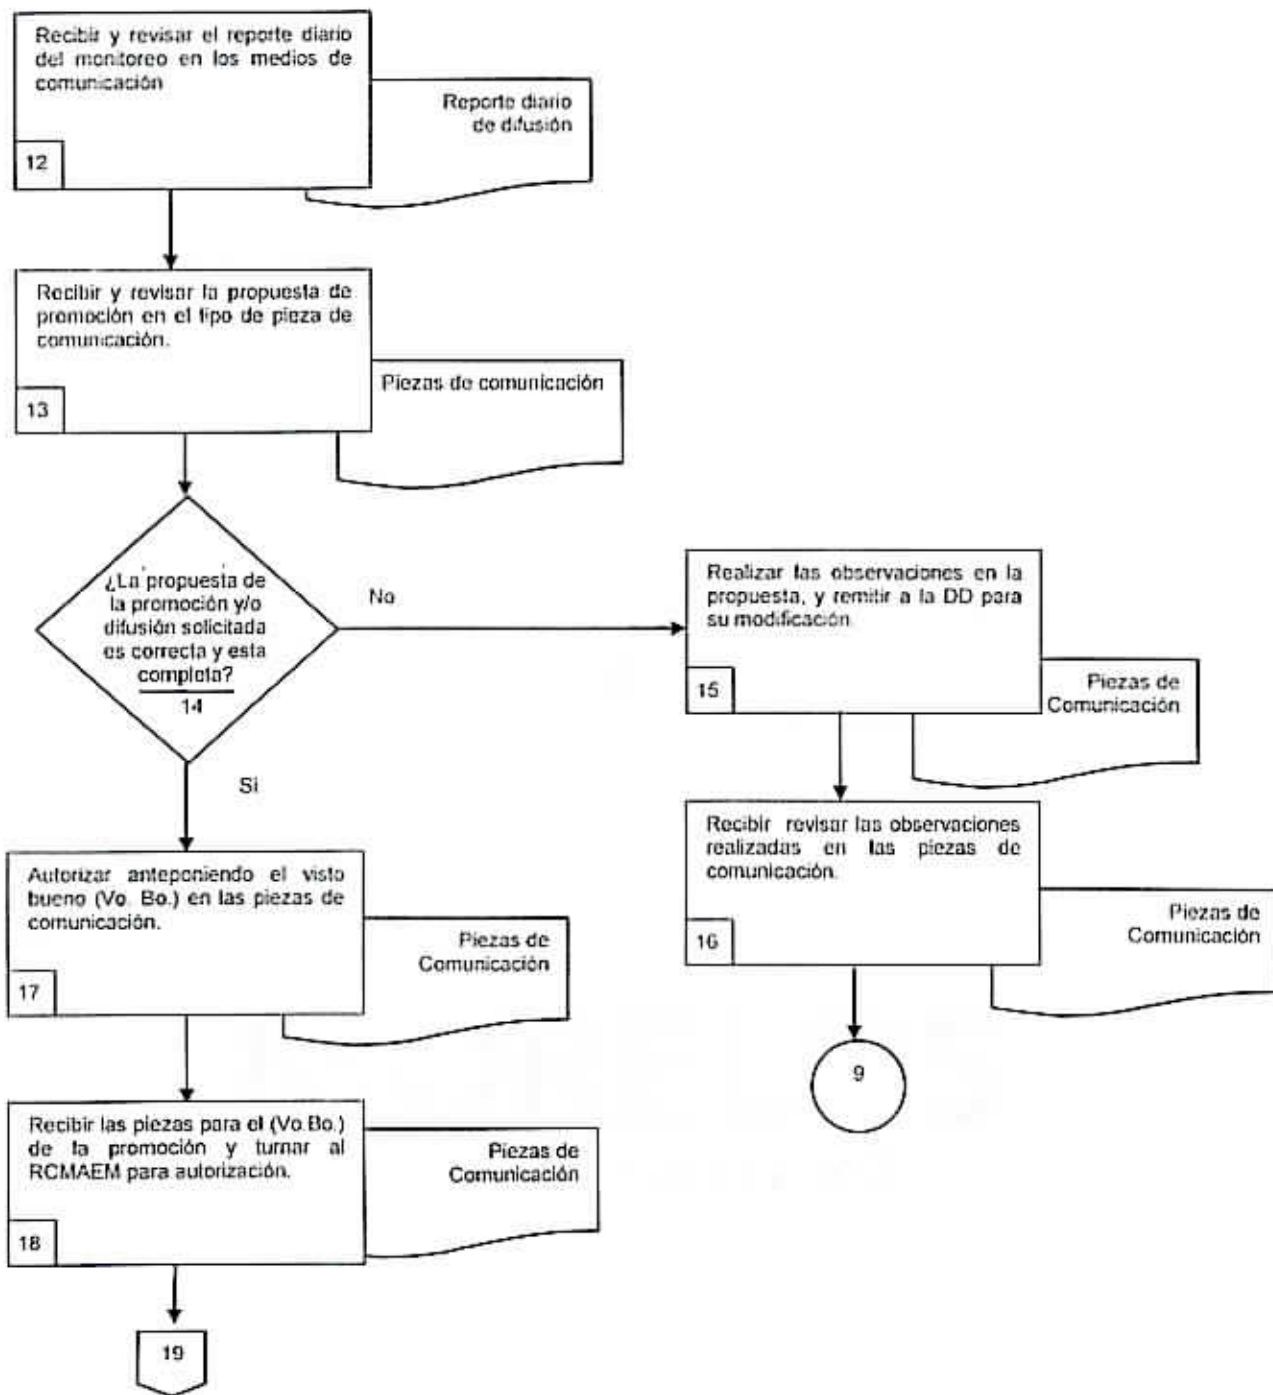 Recibir y revisar el reporte diario
del monitoreo en los medios de
comunicación
12
Reporte diario
de difusión
Recibir y revisar la propuesta de
promoción en el tipo de pieza de
comunicación.
13
Piezas de comunicación
¿La propuesta de
la promoción y/o
difusión solicitada
es correcta y esta
completa?
14
No
Si
Realizar las observaciones en la
propuesta, y remitir a la DD para
su modificación.
15
Piezas de
Comunicación
Recibir revisar las observaciones
realizadas en las piezas de
comunicación.
16
Piezas de
Comunicación
9
Autorizar anteponiendo el visto
bueno (Vo. Bo.) en las piezas de
comunicación.
17
Piezas de
Comunicación
Recibir las piezas para el (Vo.Bo.)
de la promoción y turnar al
RCMAEM para autorización.
18
Piezas de
Comunicación
19